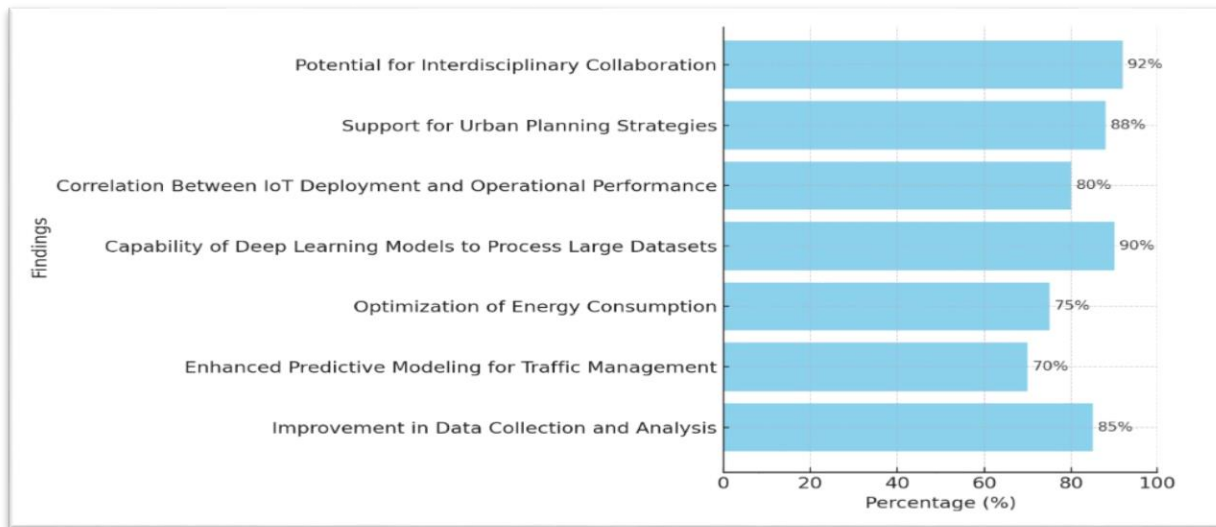 Findings
Potential for Interdisciplinary Collaboration 92%
Support for Urban Planning Strategies 88%
Correlation Between IoT Deployment and Operational Performance 80%
Capability of Deep Learning Models to Process Large Datasets 90%
Optimization of Energy Consumption 75%
Enhanced Predictive Modeling for Traffic Management 70%
Improvement in Data Collection and Analysis 85%
0 20 40 60 80 100
Percentage (%)